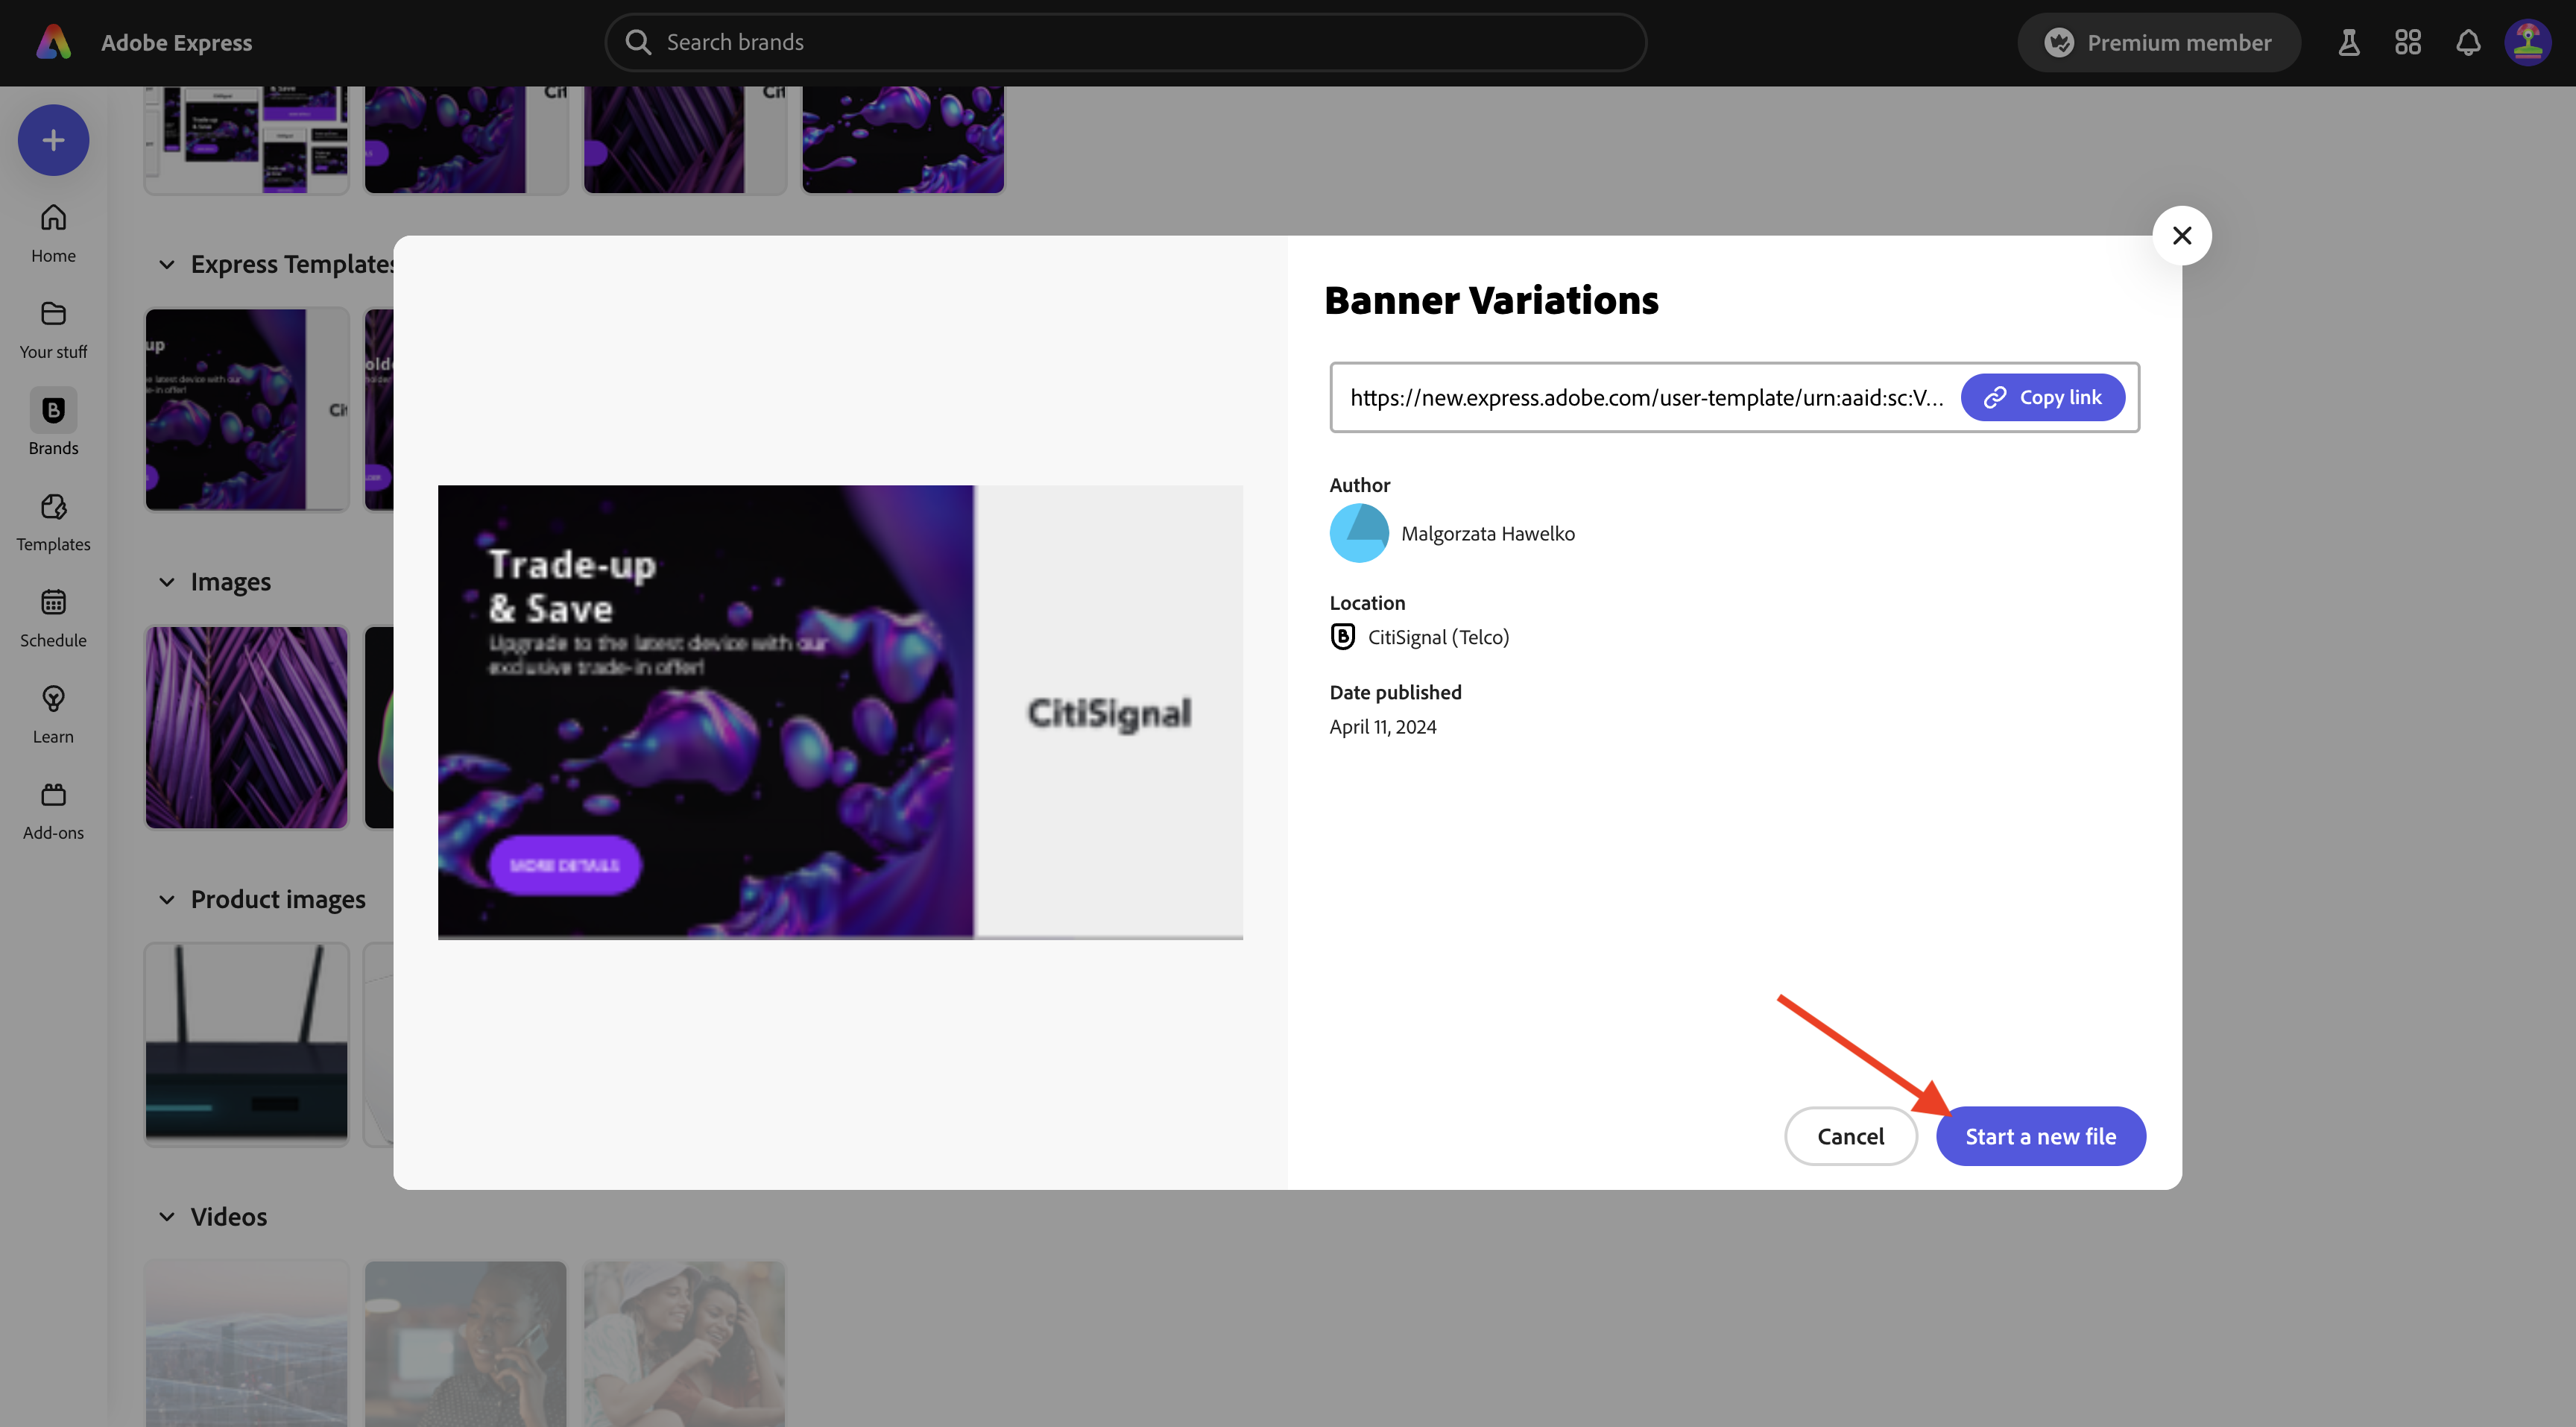 Adobe Express
Search brands
Premium member
Home
Your stuff
Brands
Templates
Schedule
Learn
Add-ons
Express Templates
Images
Product images
Videos
Banner Variations
https://new.express.adobe.com/user-template/urn:aaid:sc:V...
Copy link
Author
Malgorzata Hawelko
Location
CitiSignal (Telco)
Date published
April 11, 2024
Trade-up
& Save
Upgrade to the latest device with our
exclusive trade-in offer!
MORE DETAILS
CitiSignal
Cancel
Start a new file